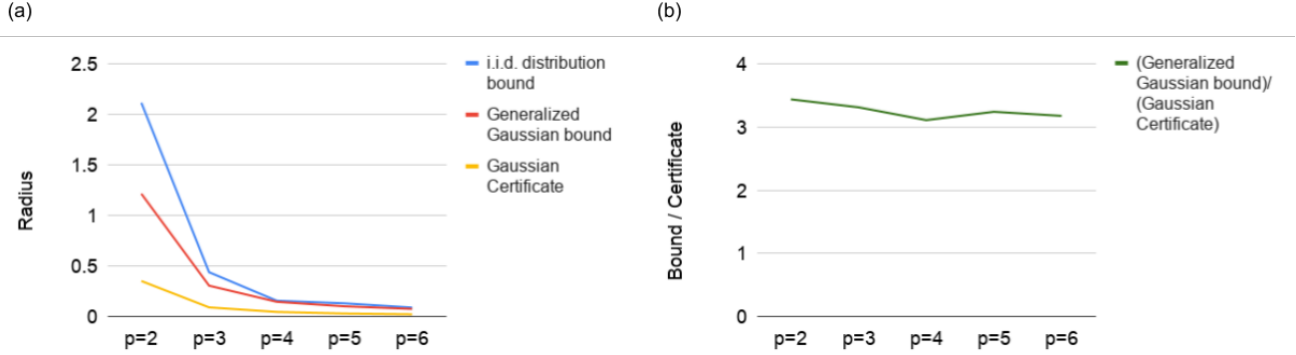 (a)
2.5
2
1.5
1
0.5
0
Radius
p=2 p=3 p=4 p=5 p=6
i.i.d. distribution
bound
Generalized
Gaussian bound
Gaussian
Certificate
(b)
4
3
2
1
0
Bound / Certificate
p=2 p=3 p=4 p=5 p=6
(Generalized
Gaussian bound)/
(Gaussian
Certificate)